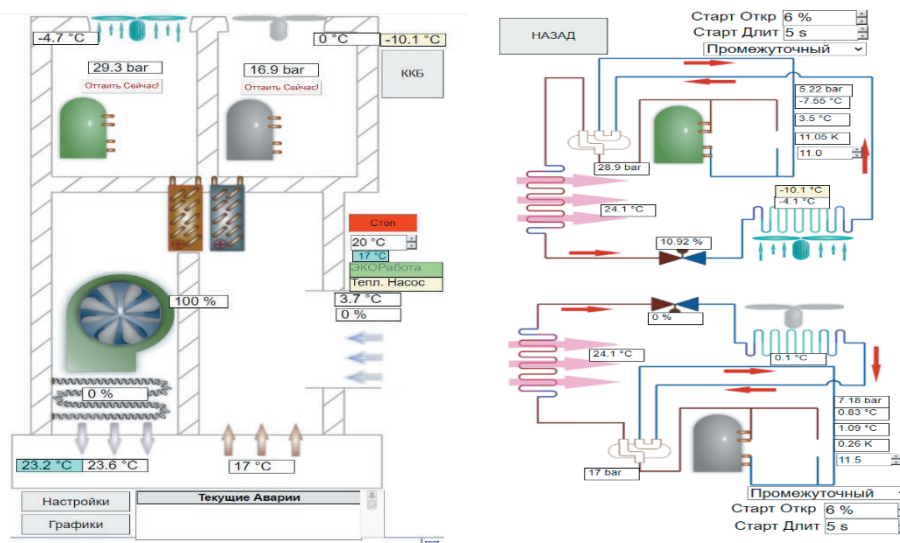 -4.7 °C
0 °C
-10.1 °C
29.3 bar
16.9 bar
Оттаить Сейчас!
Оттаить Сейчас!
ККБ
Стоп
20 °C
17 °C
ЭКОРабота
Тепл. Насос
100 %
3.7 °C
0 %
0 %
23.2 °C
23.6 °C
17 °C
Настройки
Графики
Текущие Аварии
root
НАЗАД
Старт Откр 6 %
Старт Длит 5 s
Промежуточный
5.22 bar
-7.55 °C
3.5 °C
11.05 K
11.0
28.9 bar
24.1 °C
-10.1 °C
-4.1 °C
10.92 %
0 %
24.1 °C
0.1 °C
7.18 bar
0.83 °C
1.09 °C
0.26 K
11.5
17 bar
Промежуточный
Старт Откр 6 %
Старт Длит 5 s